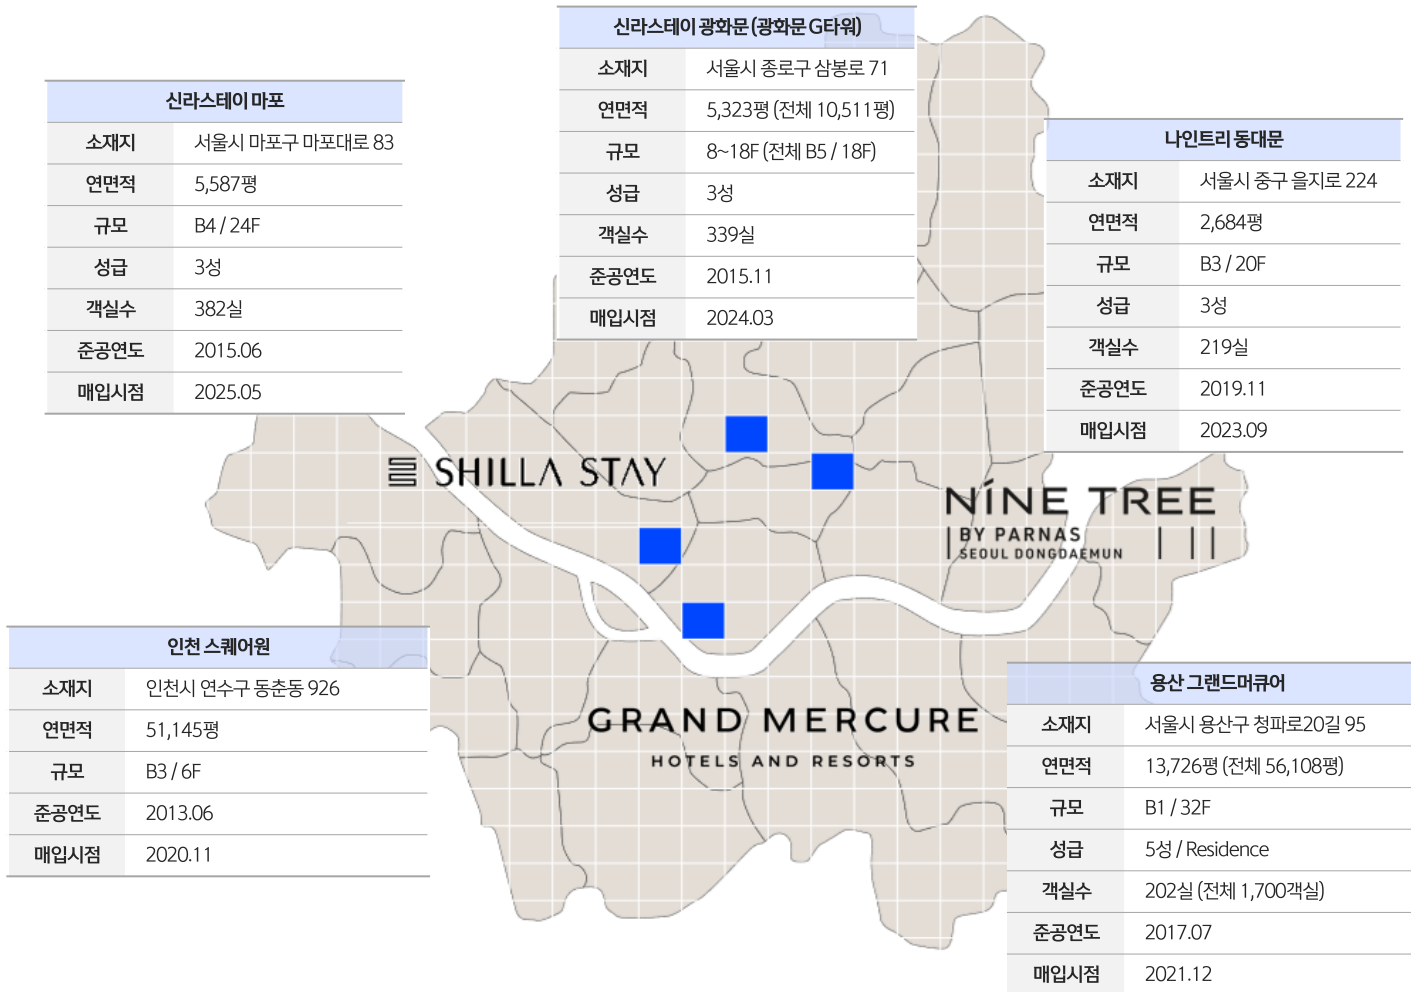 신라스테이 광화문 (광화문 G타워)
소재지 서울시 종로구 삼봉로 71
연면적 5,323평 (전체 10,511평)
규모 8~18F (전체 B5 / 18F)
성급 3성
객실수 339실
준공연도 2015.11
매입시점 2024.03
신라스테이 마포
소재지 서울시 마포구 마포대로 83
연면적 5,587평
규모 B4 / 24F
성급 3성
객실수 382실
준공연도 2015.06
매입시점 2025.05
나인트리 동대문
소재지 서울시 중구 을지로 224
연면적 2,684평
규모 B3 / 20F
성급 3성
객실수 219실
준공연도 2019.11
매입시점 2023.09
SHILLA STAY
NÍNE TREE
BY PARNAS
SEOUL DONGDAEMUN
인천 스퀘어원
소재지 인천시 연수구 동춘동 926
연면적 51,145평
규모 B3 / 6F
준공연도 2013.06
매입시점 2020.11
GRAND MERCURE
HOTELS AND RESORTS
용산 그랜드머큐어
소재지 서울시 용산구 청파로20길 95
연면적 13,726평 (전체 56,108평)
규모 B1 / 32F
성급 5성 / Residence
객실수 202실 (전체 1,700객실)
준공연도 2017.07
매입시점 2021.12